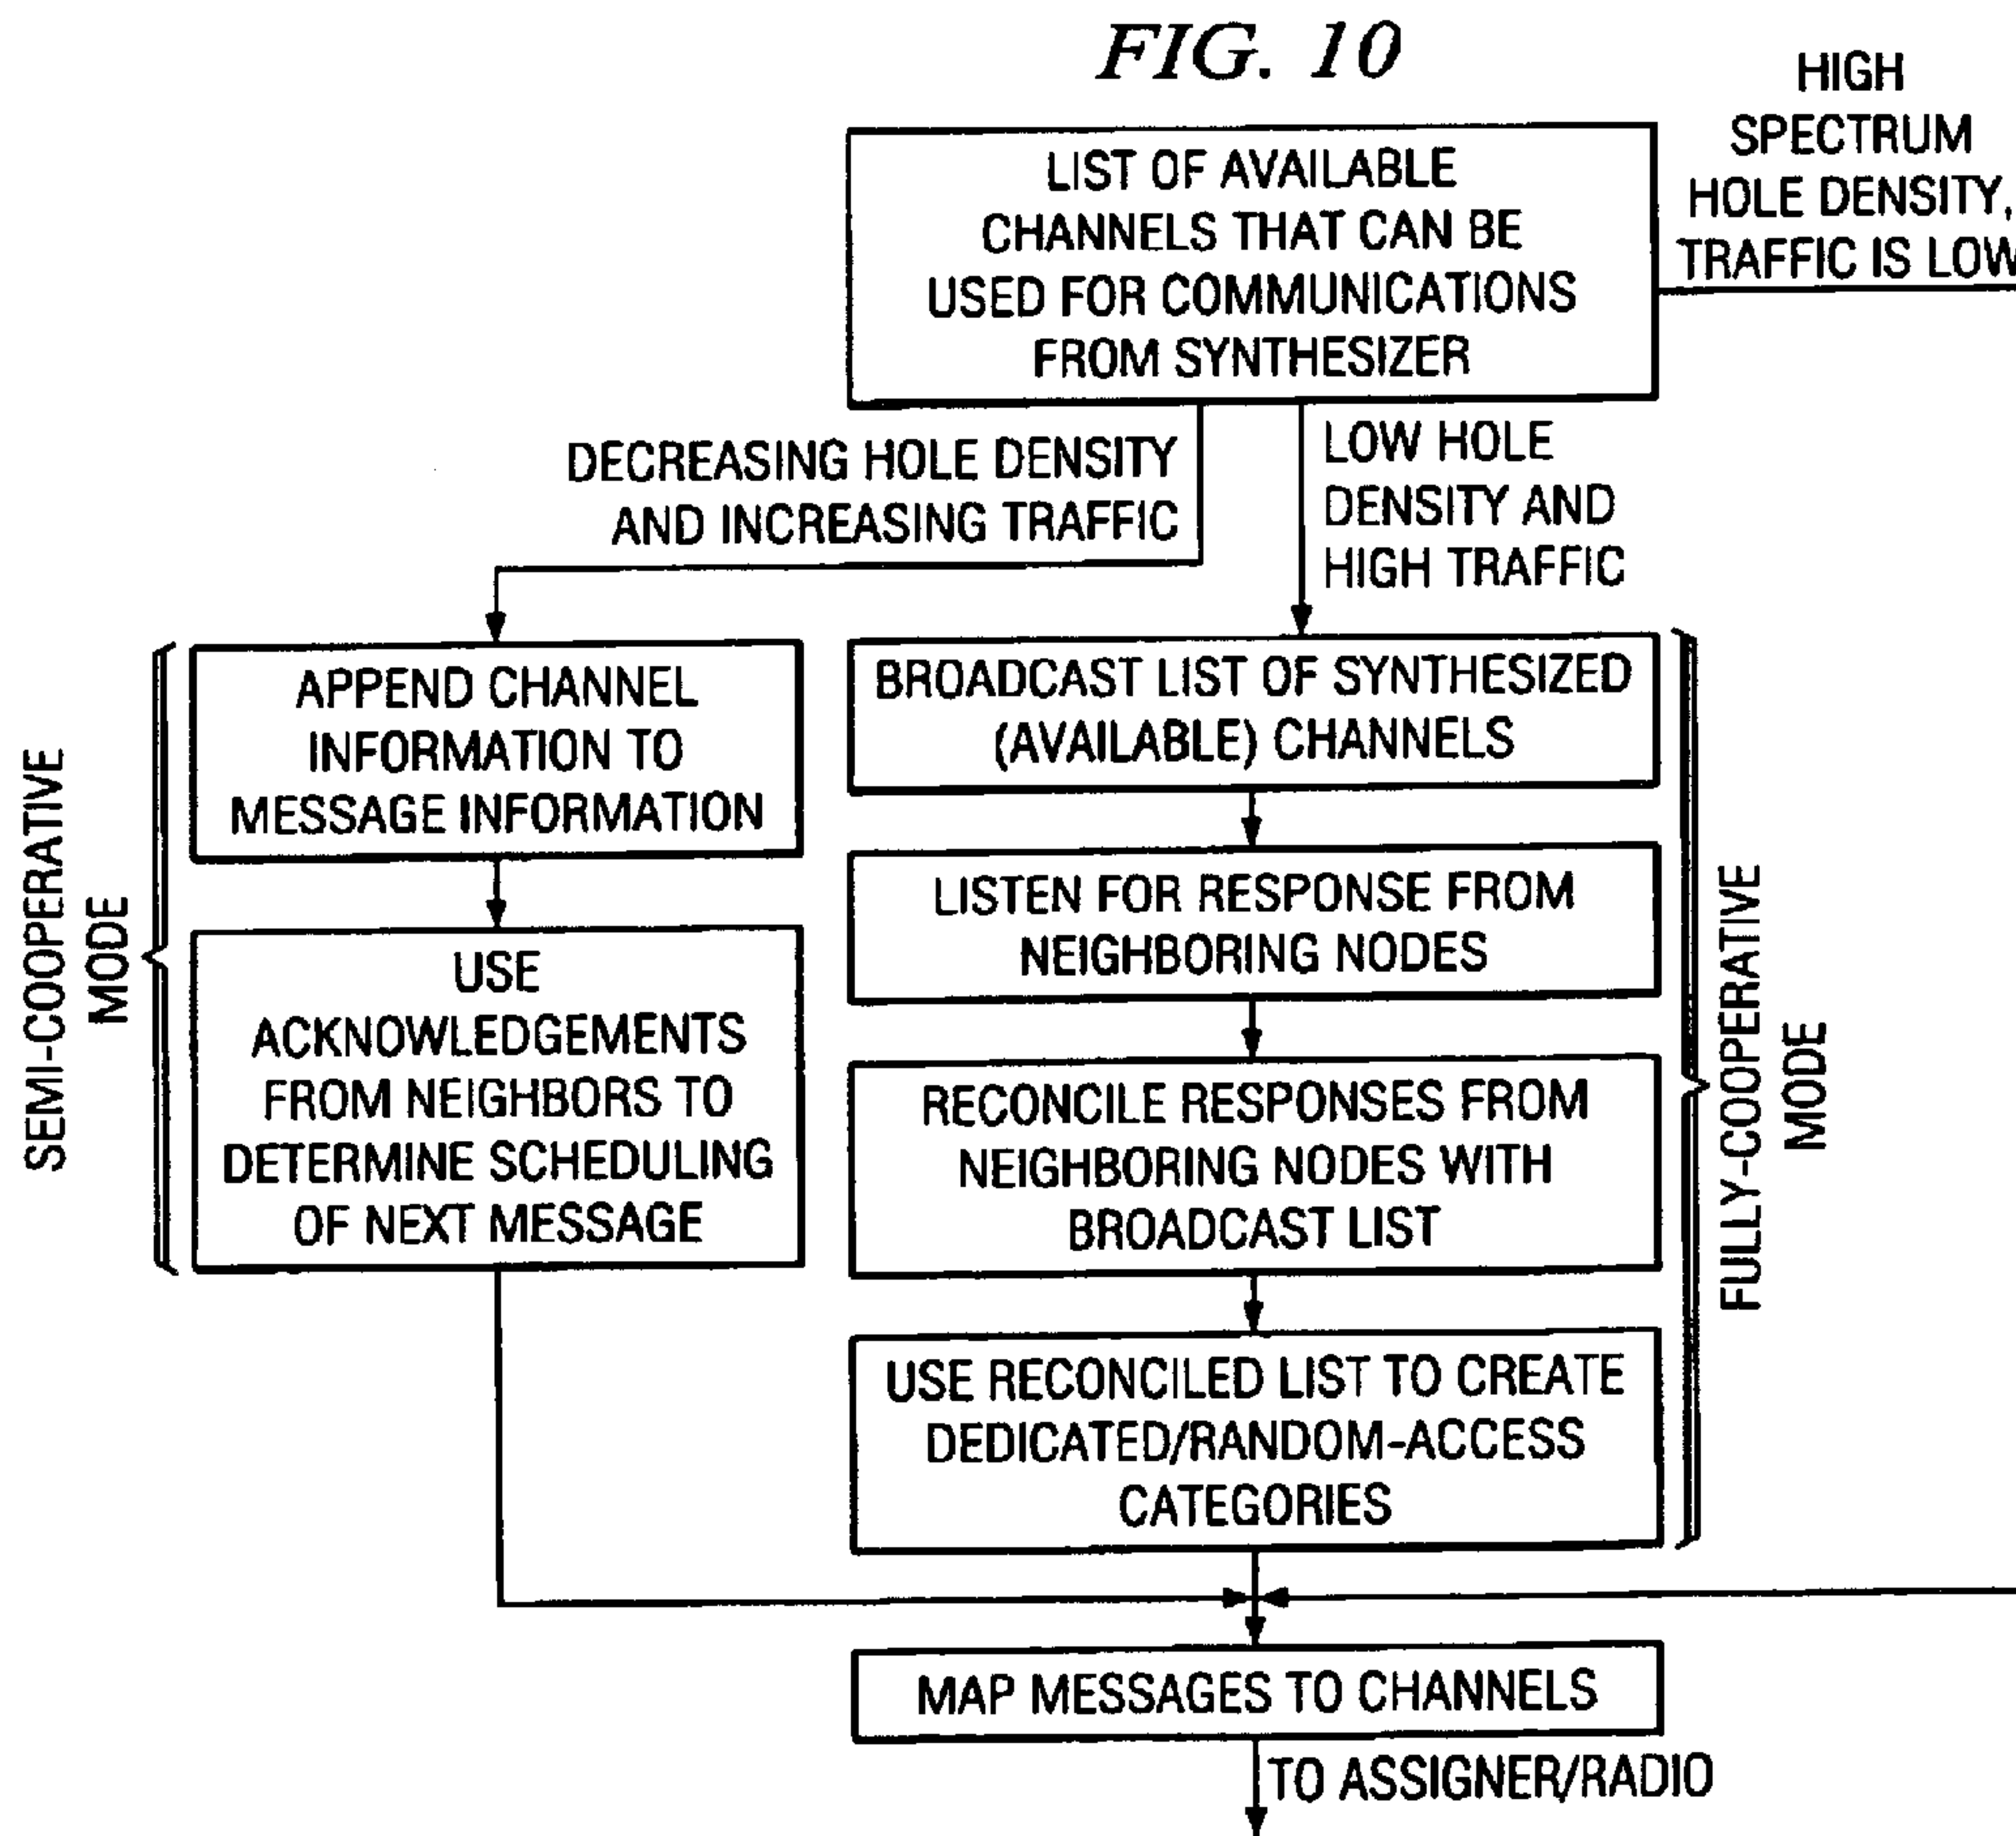 FIG. 10
HIGH
SPECTRUM
HOLE DENSITY,
TRAFFIC IS LOW
LIST OF AVAILABLE
CHANNELS THAT CAN BE
USED FOR COMMUNICATIONS
FROM SYNTHESIZER
DECREASING HOLE DENSITY
AND INCREASING TRAFFIC
LOW HOLE
DENSITY AND
HIGH TRAFFIC
SEMI-COOPERATIVE
MODE
APPEND CHANNEL
INFORMATION TO
MESSAGE INFORMATION
USE
ACKNOWLEDGEMENTS
FROM NEIGHBORS TO
DETERMINE SCHEDULING
OF NEXT MESSAGE
BROADCAST LIST OF SYNTHESIZED
(AVAILABLE) CHANNELS
LISTEN FOR RESPONSE FROM
NEIGHBORING NODES
RECONCILE RESPONSES FROM
NEIGHBORING NODES WITH
BROADCAST LIST
USE RECONCILED LIST TO CREATE
DEDICATED/RANDOM-ACCESS
CATEGORIES
FULLY-COOPERATIVE
MODE
MAP MESSAGES TO CHANNELS
TO ASSIGNER/RADIO